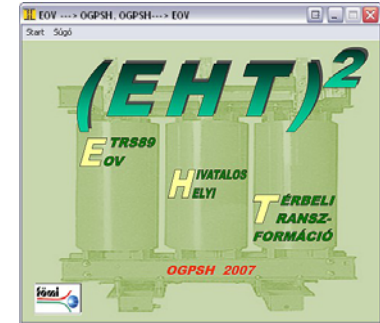 EOV ---> OGPSH, OGPSH---> EOV
Start Súgó
(EHT)2
ETRS89
EOV
HIVATALOS
HELYI
TÉRBELI
TRANSZ-
FORMÁCIÓ
OGPSH 2007
fömi